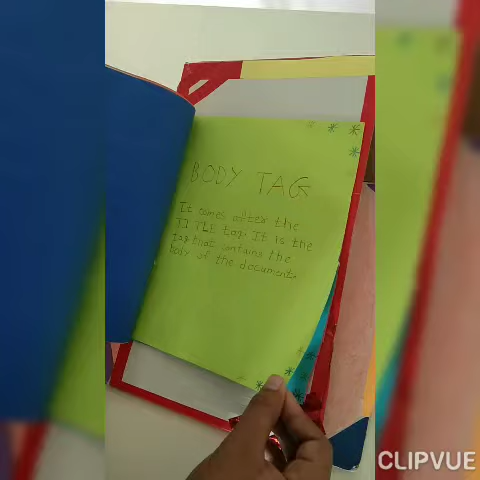 BODY TAG
It comes after the
TITLE tag. It is the
tag that contains the
body of the document.
CLIPVUE